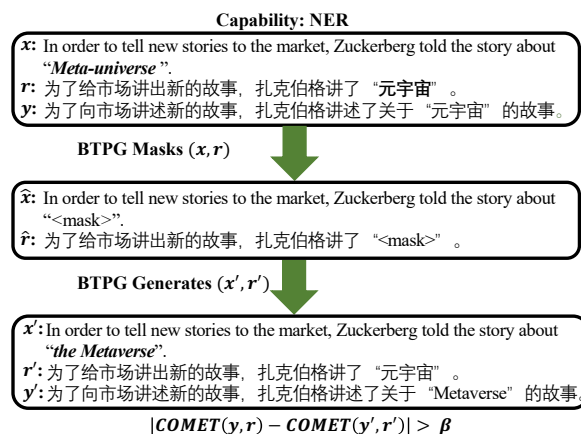 Capability: NER
x: In order to tell new stories to the market, Zuckerberg told the story about
“Meta-universe ”.
r: 为了给市场讲出新的故事，扎克伯格讲了 “元宇宙” 。
y: 为了向市场讲述新的故事，扎克伯格讲述了关于 “元宇宙” 的故事。
BTPG Masks (x, r)
x̂: In order to tell new stories to the market, Zuckerberg told the story about
“<mask>”.
r̂: 为了给市场讲出新的故事，扎克伯格讲了 “<mask>” 。
BTPG Generates (x′, r′)
x′: In order to tell new stories to the market, Zuckerberg told the story about
“the Metaverse”.
r′: 为了给市场讲出新的故事，扎克伯格讲了 “元宇宙” 。
y′: 为了向市场讲述新的故事，扎克伯格讲述了关于 “Metaverse” 的故事。
|COMET(y, r) − COMET(y′, r′)| > β